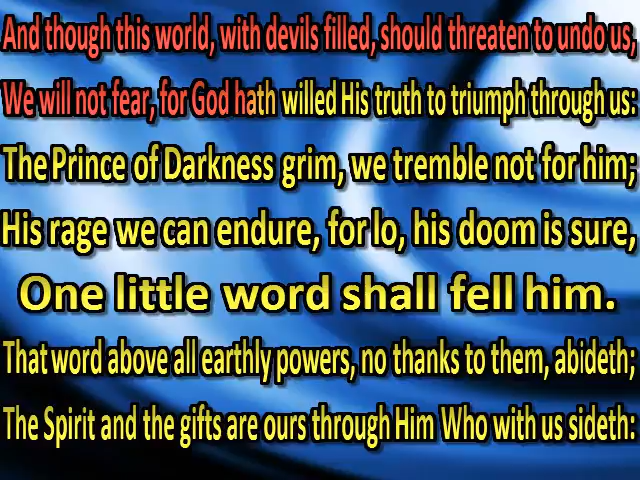 And though this world, with devils filled, should threaten to undo us,
We will not fear, for God hath willed His truth to triumph through us:
The Prince of Darkness grim, we tremble not for him;
His rage we can endure, for lo, his doom is sure,
One little word shall fell him.
That word above all earthly powers, no thanks to them, abideth;
The Spirit and the gifts are ours through Him Who with us sideth: